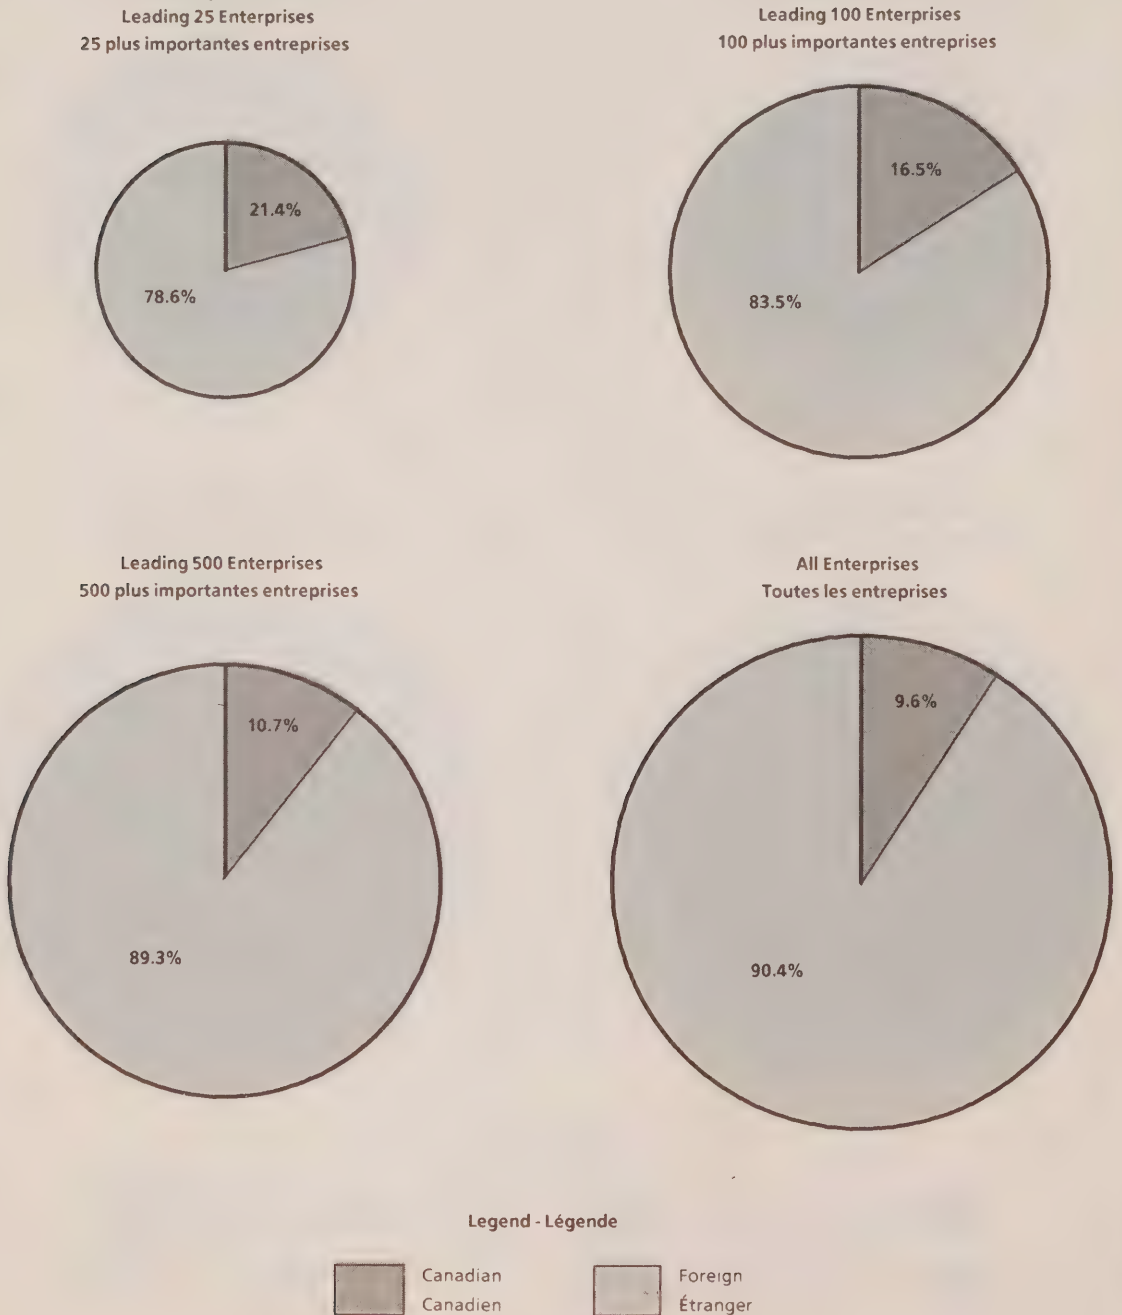 Leading 25 Enterprises
25 plus importantes entreprises
21.4%
78.6%
Leading 100 Enterprises
100 plus importantes entreprises
16.5%
83.5%
Leading 500 Enterprises
500 plus importantes entreprises
10.7%
89.3%
All Enterprises
Toutes les entreprises
9.6%
90.4%
Legend - Légende
Canadian
Canadien
Foreign
Étranger